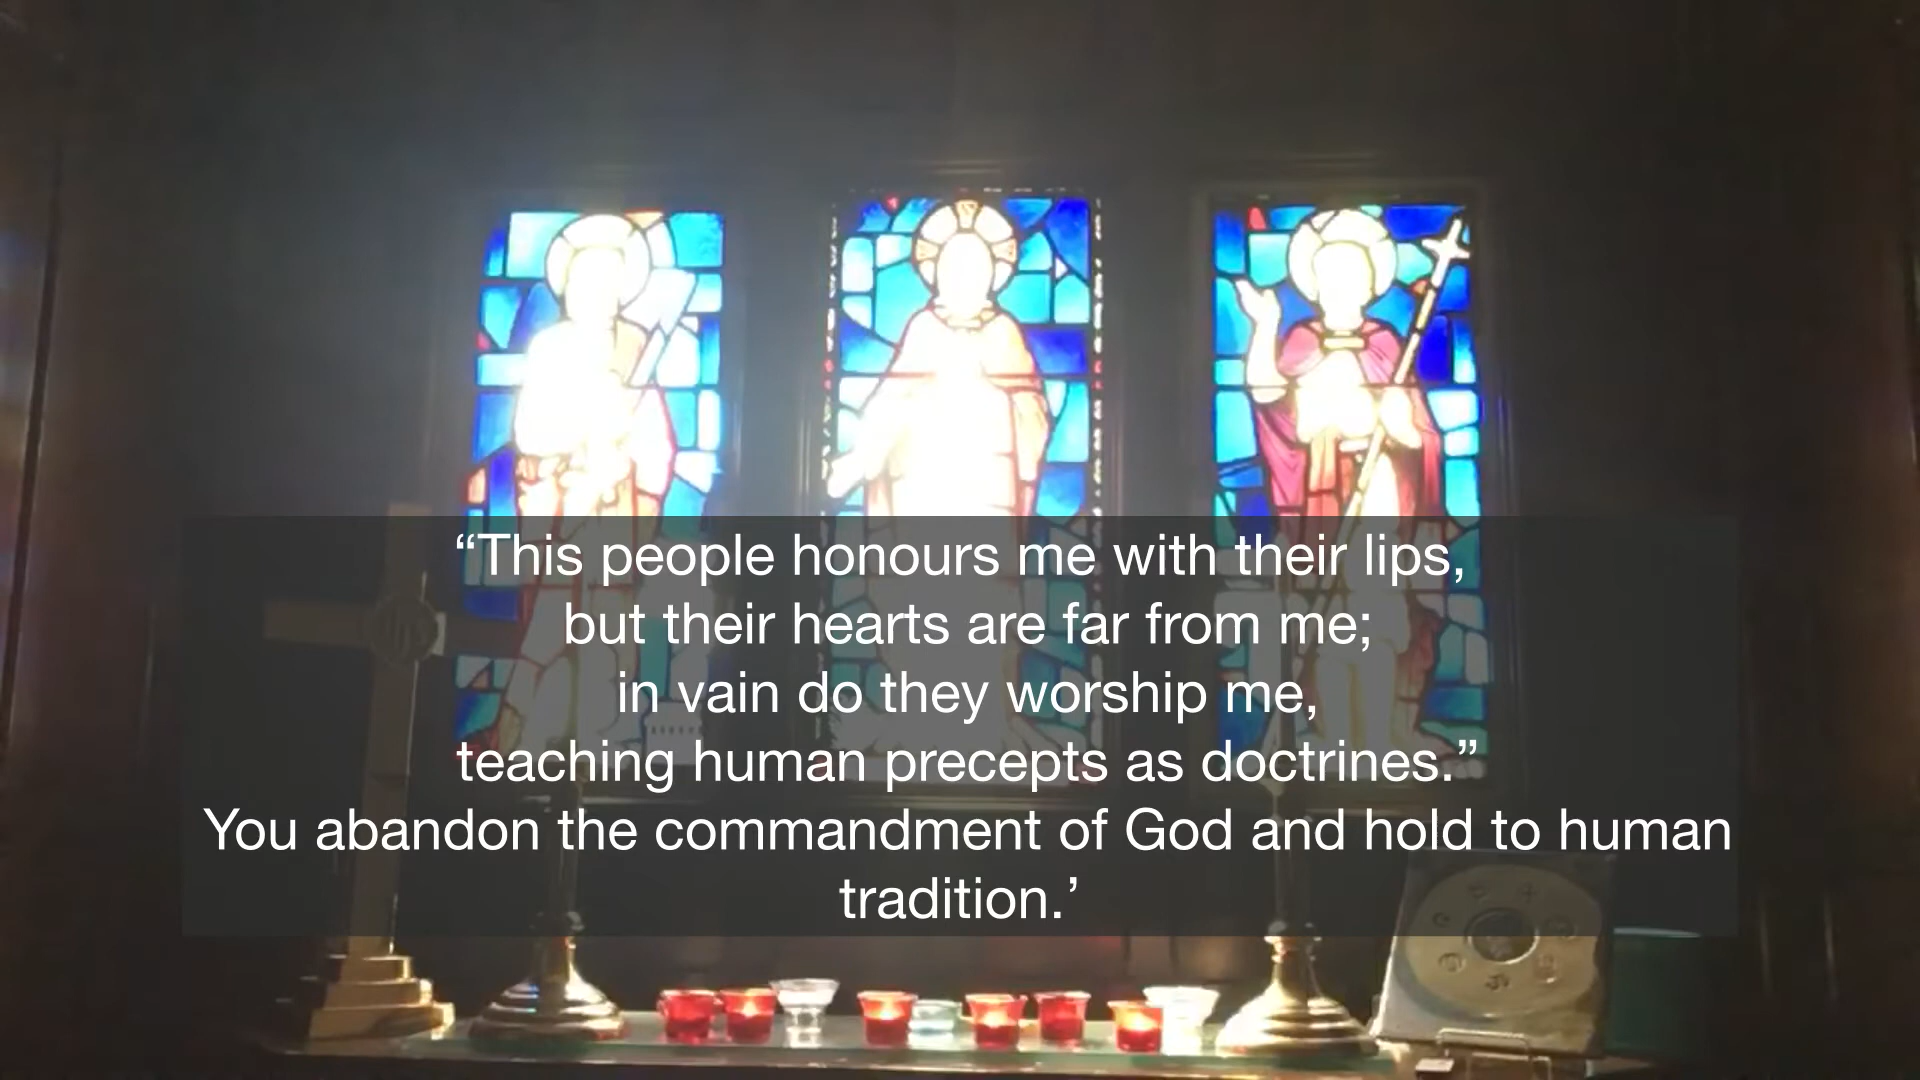 “This people honours me with their lips,
but their hearts are far from me;
in vain do they worship me,
teaching human precepts as doctrines.”
You abandon the commandment of God and hold to human
tradition.’